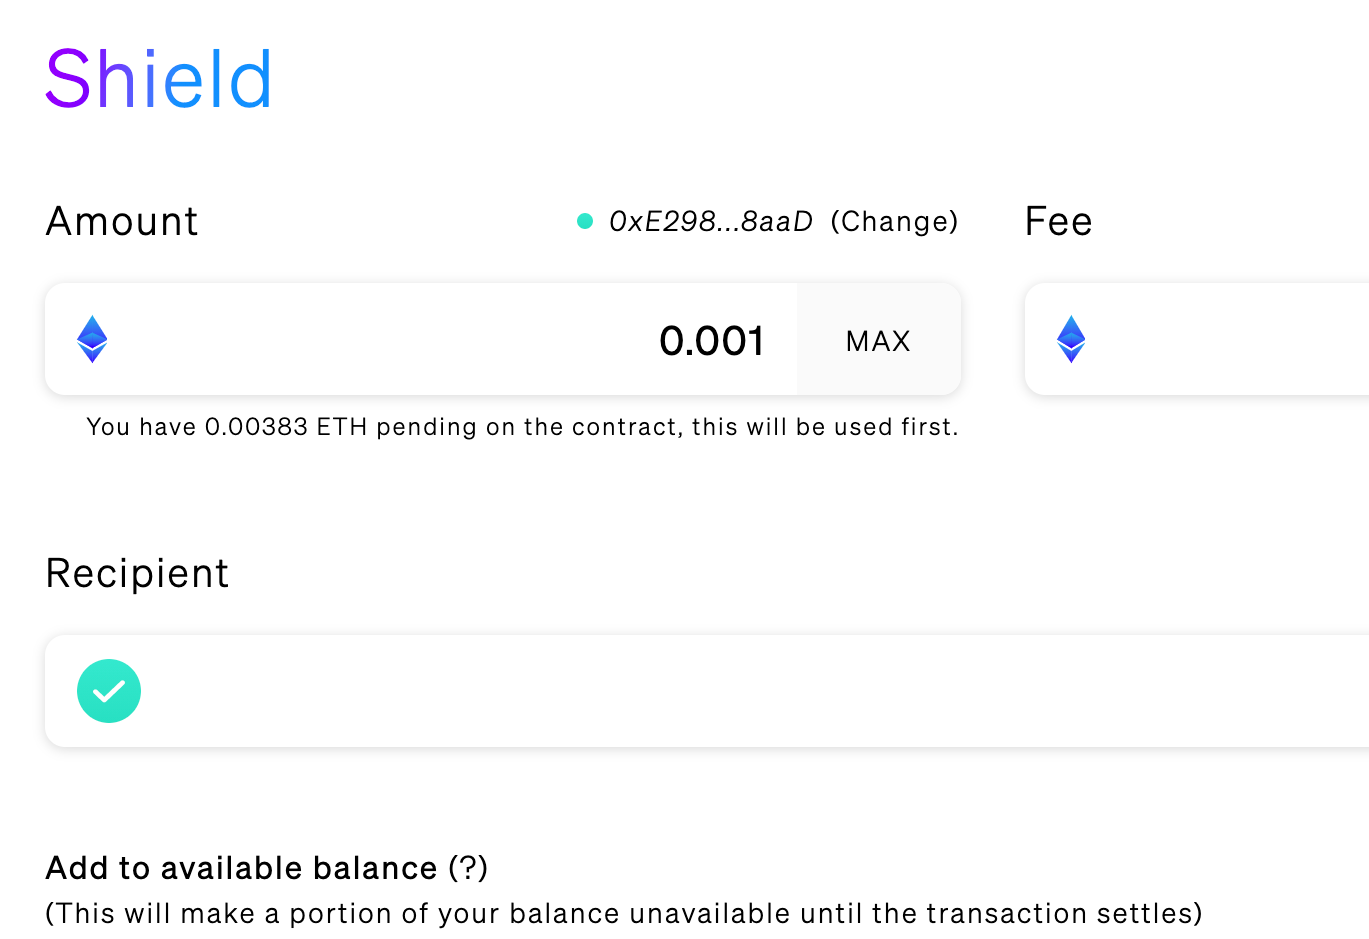 Shield
Amount
0xE298...8aaD (Change)
Fee
0.001
MAX
You have 0.00383 ETH pending on the contract, this will be used first.
Recipient
Add to available balance (?)
(This will make a portion of your balance unavailable until the transaction settles)